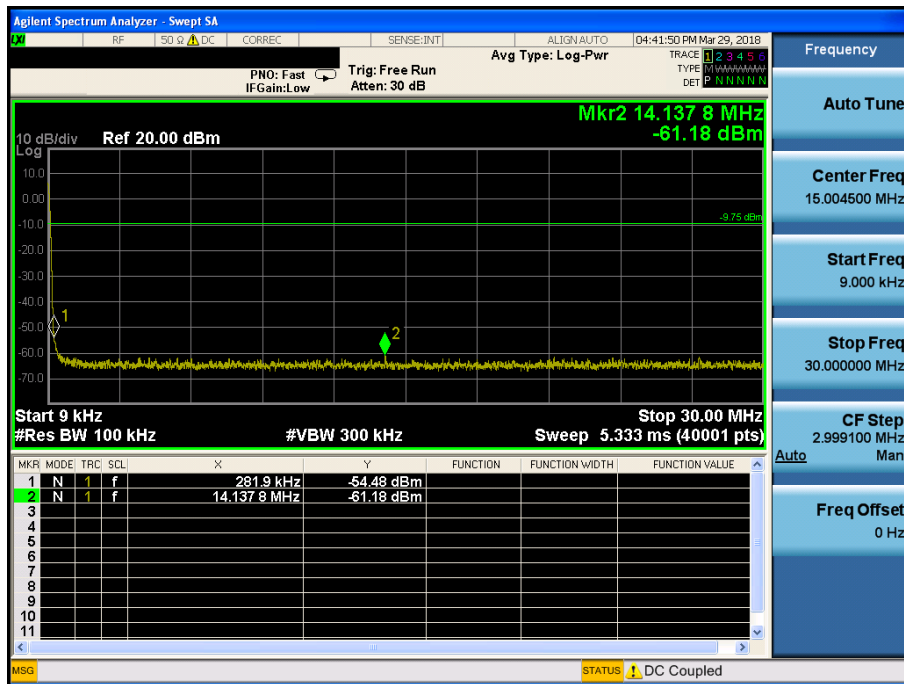 Agilent Spectrum Analyzer - Swept SA
LXI RF 50 Ω DC CORREC SENSE:INT ALIGN AUTO 04:41:50 PM Mar 29, 2018
PNO: Fast Trig: Free Run Avg Type: Log-Pwr TRACE 1 2 3 4 5 6
IFGain:Low Atten: 30 dB TYPE M WWWWW
DET P N N N N N
Mkr2 14.137 8 MHz
-61.18 dBm
10 dB/div Ref 20.00 dBm
Log
10.0
0.00
-9.75 dBm
-10.0
-20.0
-30.0
-40.0
-50.0
1
2
-60.0
-70.0
Start 9 kHz Stop 30.00 MHz
#Res BW 100 kHz #VBW 300 kHz Sweep 5.333 ms (40001 pts)
MKR MODE TRC SCL X Y FUNCTION FUNCTION WIDTH FUNCTION VALUE
1 N 1 f 281.9 kHz -54.48 dBm
2 N 1 f 14.137 8 MHz -61.18 dBm
3
4
5
6
7
8
9
10
11
MSG STATUS DC Coupled
Frequency
Auto Tune
Center Freq
15.004500 MHz
Start Freq
9.000 kHz
Stop Freq
30.000000 MHz
CF Step
2.999100 MHz
Auto Man
Freq Offset
0 Hz